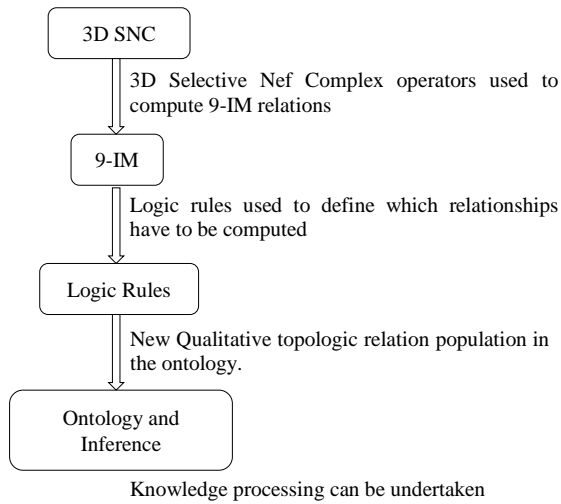 3D SNC
3D Selective Nef Complex operators used to
compute 9-IM relations
9-IM
Logic rules used to define which relationships
have to be computed
Logic Rules
New Qualitative topologic relation population in
the ontology.
Ontology and
Inference
Knowledge processing can be undertaken